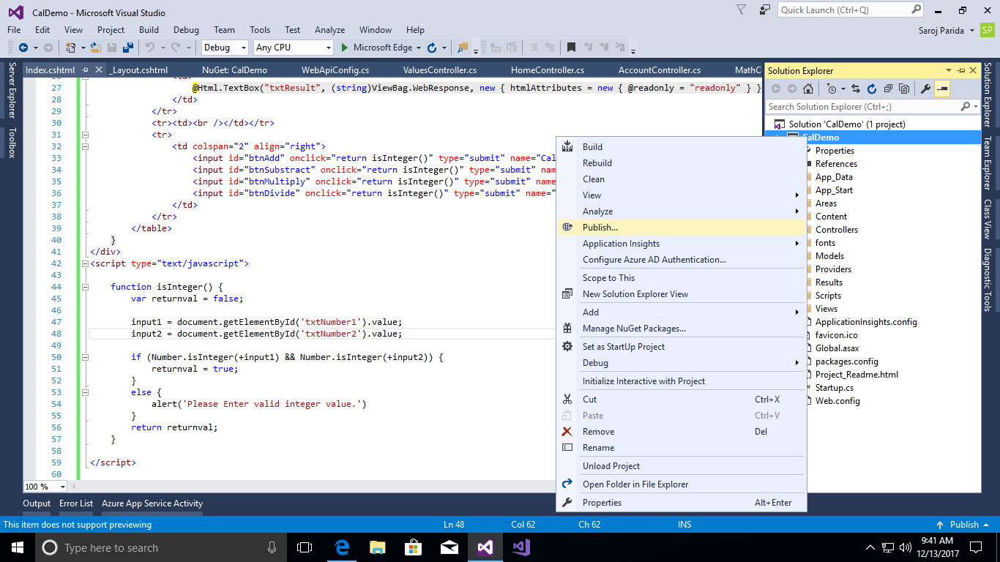 CalDemo - Microsoft Visual Studio
Quick Launch (Ctrl+Q)
File Edit View Project Build Debug Team Tools Test Analyze Window Help
Saroj Parida SP
Debug Any CPU Microsoft Edge
Server Explorer
Toolbox
Index.cshtml _Layout.cshtml NuGet: CalDemo WebApiConfig.cs ValuesController.cs HomeController.cs AccountController.cs MathC
27 @Html.TextBox("txtResult", (string)ViewBag.WebResponse, new { htmlAttributes = new { @readonly = "readonly" } }
28 </td>
29 </tr>
30 <tr><td><br /></td></tr>
31 <tr>
32 <td colspan="2" align="right">
33 <input id="btnAdd" onclick="return isInteger()" type="submit" name="Cal
34 <input id="btnSubstract" onclick="return isInteger()" type="submit" name=
35 <input id="btnMultiply" onclick="return isInteger()" type="submit" name
36 <input id="btnDivide" onclick="return isInteger()" type="submit" name="
37 </td>
38 </tr>
39 </table>
40 }
41 </div>
42 <script type="text/javascript">
43
44 function isInteger() {
45 var returnval = false;
46
47 input1 = document.getElementById('txtNumber1').value;
48 input2 = document.getElementById('txtNumber2').value;
49
50 if (Number.isInteger(+input1) && Number.isInteger(+input2)) {
51 returnval = true;
52 }
53 else {
54 alert('Please Enter valid integer value.')
55 }
56 return returnval;
57 }
58
59 </script>
60
100 %
Build
Rebuild
Clean
View
Analyze
Publish...
Application Insights
Configure Azure AD Authentication...
Scope to This
New Solution Explorer View
Add
Manage NuGet Packages...
Set as StartUp Project
Debug
Initialize Interactive with Project
Cut Ctrl+X
Paste Ctrl+V
Remove Del
Rename
Unload Project
Open Folder in File Explorer
Properties Alt+Enter
Solution Explorer
Search Solution Explorer (Ctrl+;)
Solution 'CalDemo' (1 project)
CalDemo
Properties
References
App_Data
App_Start
Areas
Content
Controllers
fonts
Models
Providers
Results
Scripts
Views
ApplicationInsights.config
favicon.ico
Global.asax
packages.config
Project_Readme.html
Startup.cs
Web.config
Solution Explorer
Team Explorer
Class View
Diagnostic Tools
Output Error List Azure App Service Activity
This item does not support previewing Ln 48 Col 62 Ch 62 INS Publish
Type here to search
9:41 AM
12/13/2017